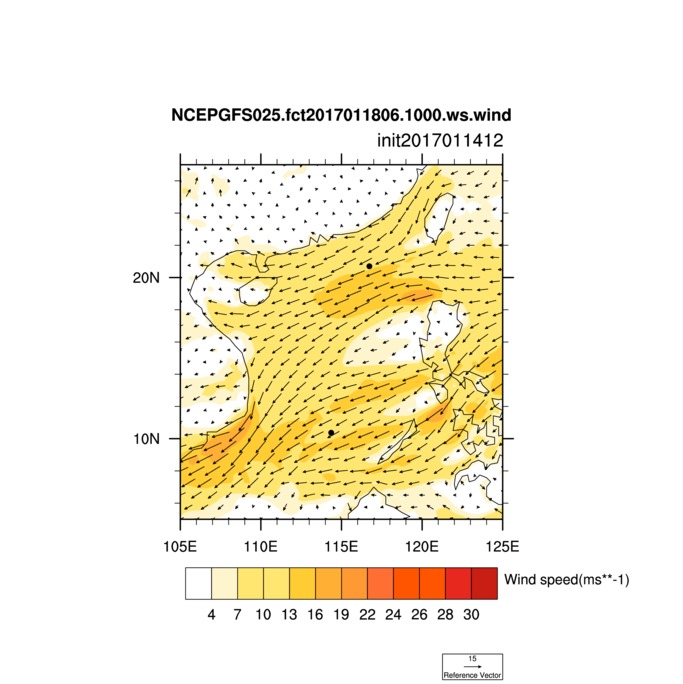 NCEPGFS025.fct2017011806.1000.ws.wind
init2017011412
20N
10N
105E 110E 115E 120E 125E
Wind speed(ms**-1)
4 7 10 13 16 19 22 24 26 28 30
15
Reference Vector